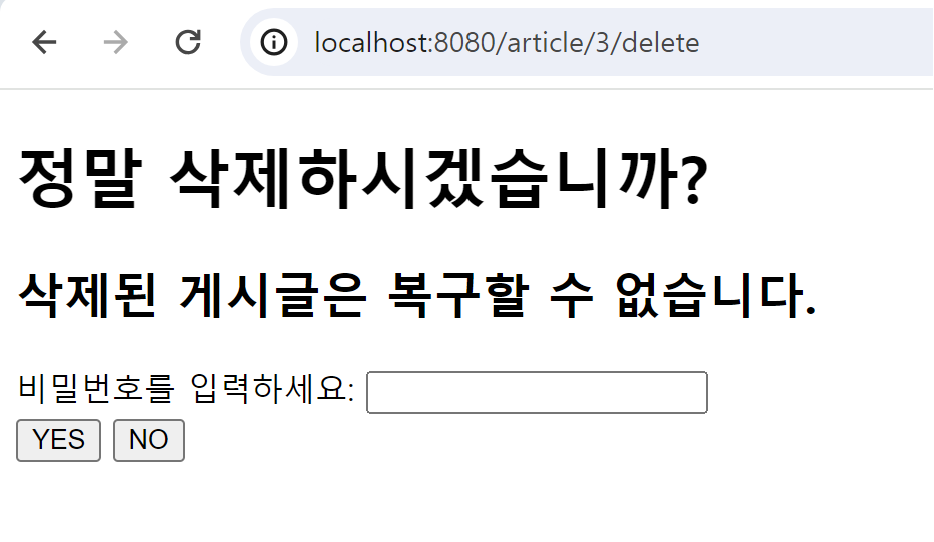 localhost:8080/article/3/delete
정말 삭제하시겠습니까?
삭제된 게시글은 복구할 수 없습니다.
비밀번호를 입력하세요:
YES NO